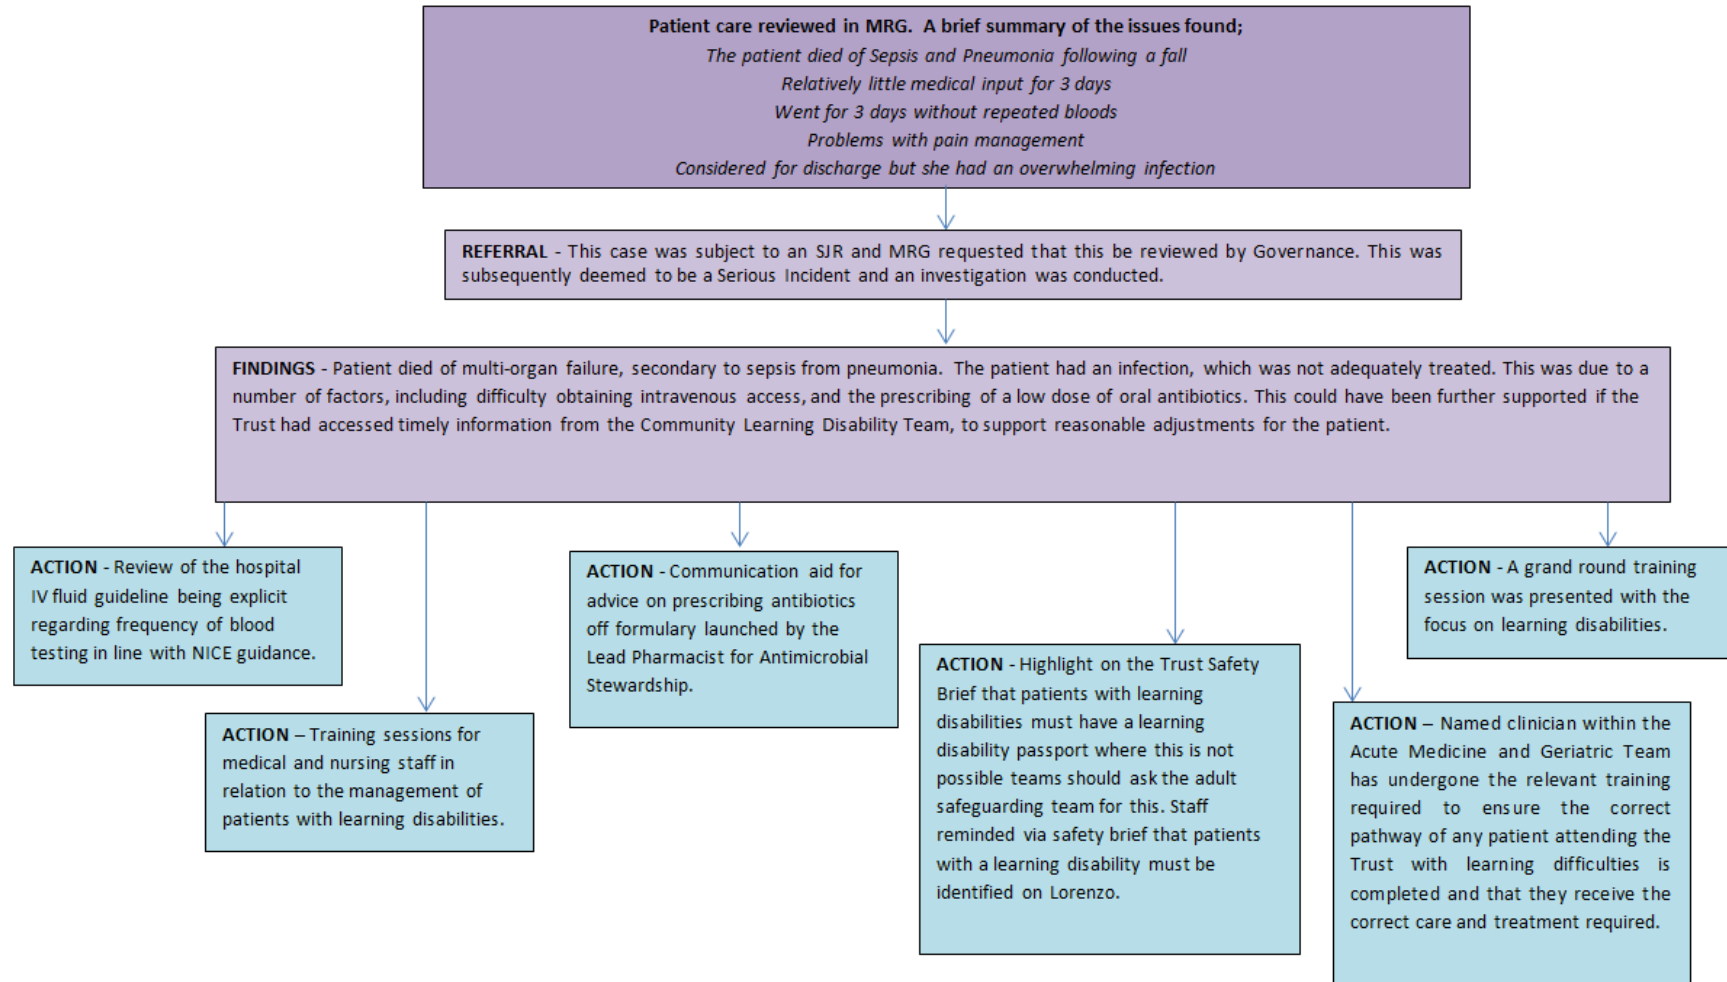 Patient care reviewed in MRG. A brief summary of the issues found;
The patient died of Sepsis and Pneumonia following a fall
Relatively little medical input for 3 days
Went for 3 days without repeated bloods
Problems with pain management
Considered for discharge but she had an overwhelming infection
REFERRAL - This case was subject to an SJR and MRG requested that this be reviewed by Governance. This was
subsequently deemed to be a Serious Incident and an investigation was conducted.
FINDINGS - Patient died of multi-organ failure, secondary to sepsis from pneumonia. The patient had an infection, which was not adequately treated. This was due to a
number of factors, including difficulty obtaining intravenous access, and the prescribing of a low dose of oral antibiotics. This could have been further supported if the
Trust had accessed timely information from the Community Learning Disability Team, to support reasonable adjustments for the patient.
ACTION - Review of the hospital
IV fluid guideline being explicit
regarding frequency of blood
testing in line with NICE guidance.
ACTION – Training sessions for
medical and nursing staff in
relation to the management of
patients with learning disabilities.
ACTION - Communication aid for
advice on prescribing antibiotics
off formulary launched by the
Lead Pharmacist for Antimicrobial
Stewardship.
ACTION - Highlight on the Trust Safety
Brief that patients with learning
disabilities must have a learning
disability passport where this is not
possible teams should ask the adult
safeguarding team for this. Staff
reminded via safety brief that patients
with a learning disability must be
identified on Lorenzo.
ACTION – Named clinician within the
Acute Medicine and Geriatric Team
has undergone the relevant training
required to ensure the correct
pathway of any patient attending the
Trust with learning difficulties is
completed and that they receive the
correct care and treatment required.
ACTION - A grand round training
session was presented with the
focus on learning disabilities.